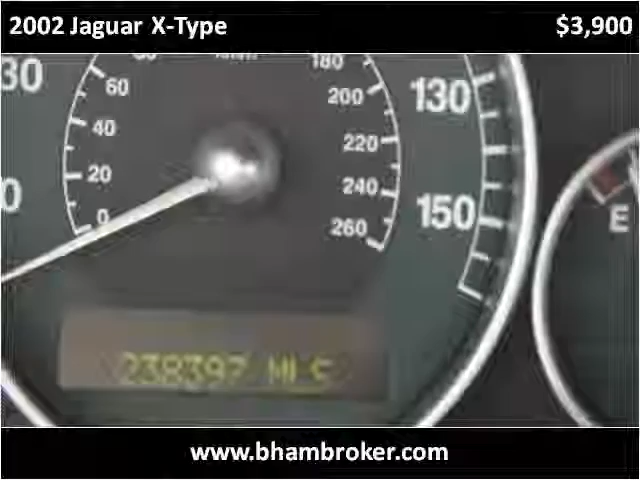 2002 Jaguar X-Type $3,900
60 180
30 200 130
40 220
20 240
0 260 150 E
238397 MLS
www.bhambroker.com